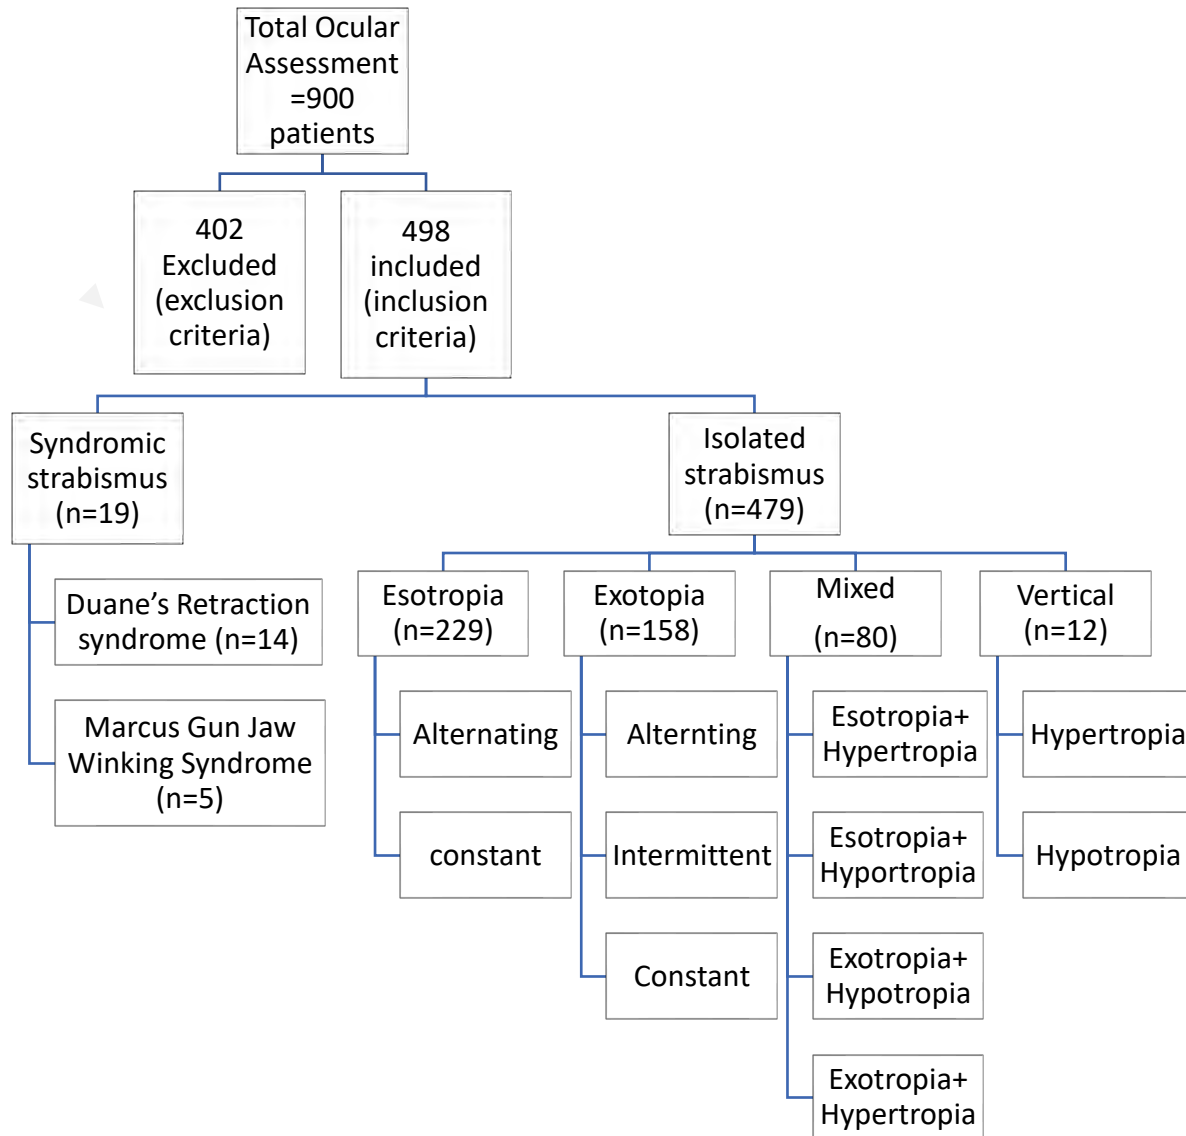 Total Ocular
Assessment
=900
patients
402
Excluded
(exclusion
criteria)
498
included
(inclusion
criteria)
Syndromic
strabismus
(n=19)
Isolated
strabismus
(n=479)
Duane’s Retraction
syndrome (n=14)
Marcus Gun Jaw
Winking Syndrome
(n=5)
Esotropia
(n=229)
Alternating
constant
Exotopia
(n=158)
Alternting
Intermittent
Constant
Mixed
(n=80)
Esotropia+
Hypertropia
Esotropia+
Hyportropia
Exotropia+
Hypotropia
Exotropia+
Hypertropia
Vertical
(n=12)
Hypertropia
Hypotropia